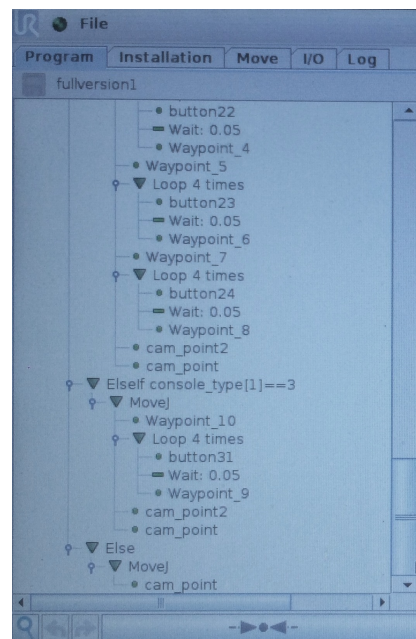 UR File
Program Installation Move I/O Log
fullversion1
button22
Wait: 0.05
Waypoint_4
Waypoint_5
Loop 4 times
button23
Wait: 0.05
Waypoint_6
Waypoint_7
Loop 4 times
button24
Wait: 0.05
Waypoint_8
cam_point2
cam_point
ElseIf console_type[1]==3
MoveJ
Waypoint_10
Loop 4 times
button31
Wait: 0.05
Waypoint_9
cam_point2
cam_point
Else
MoveJ
cam_point